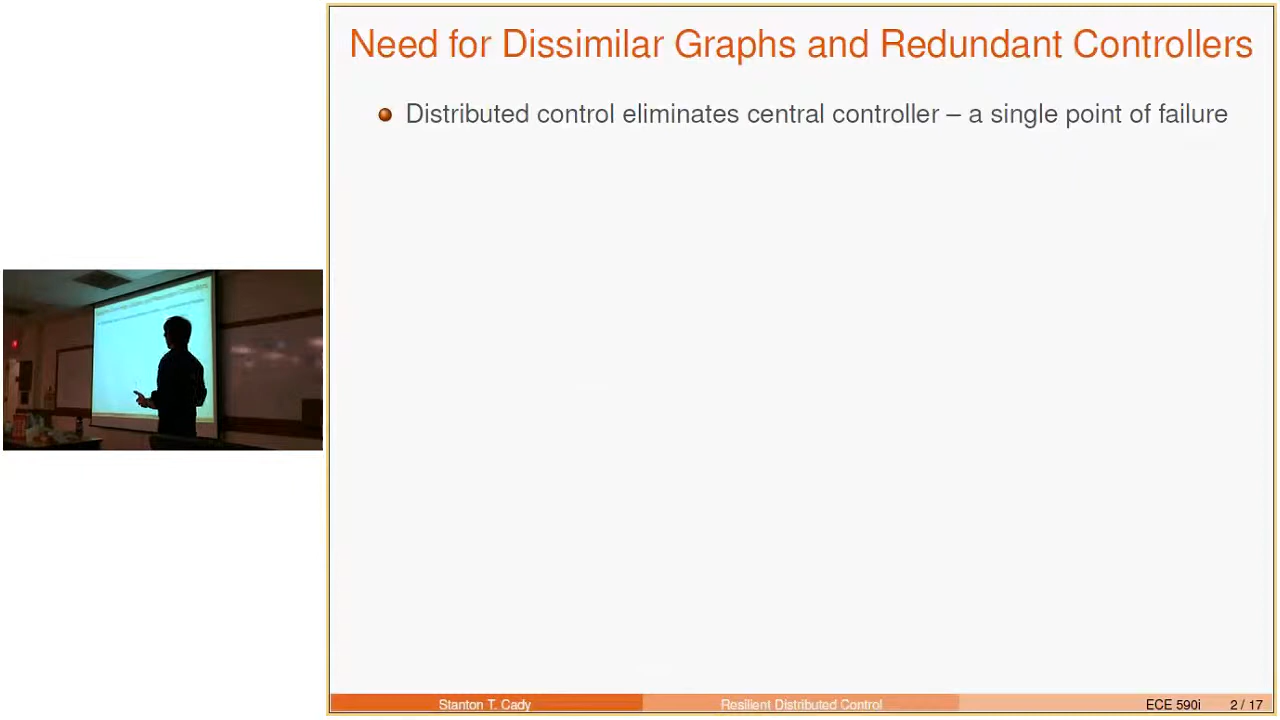 Need for Dissimilar Graphs and Redundant Controllers
Distributed control eliminates central controller – a single point of failure
Stanton T. Cady
Resilient Distributed Control
ECE 590i
2 / 17